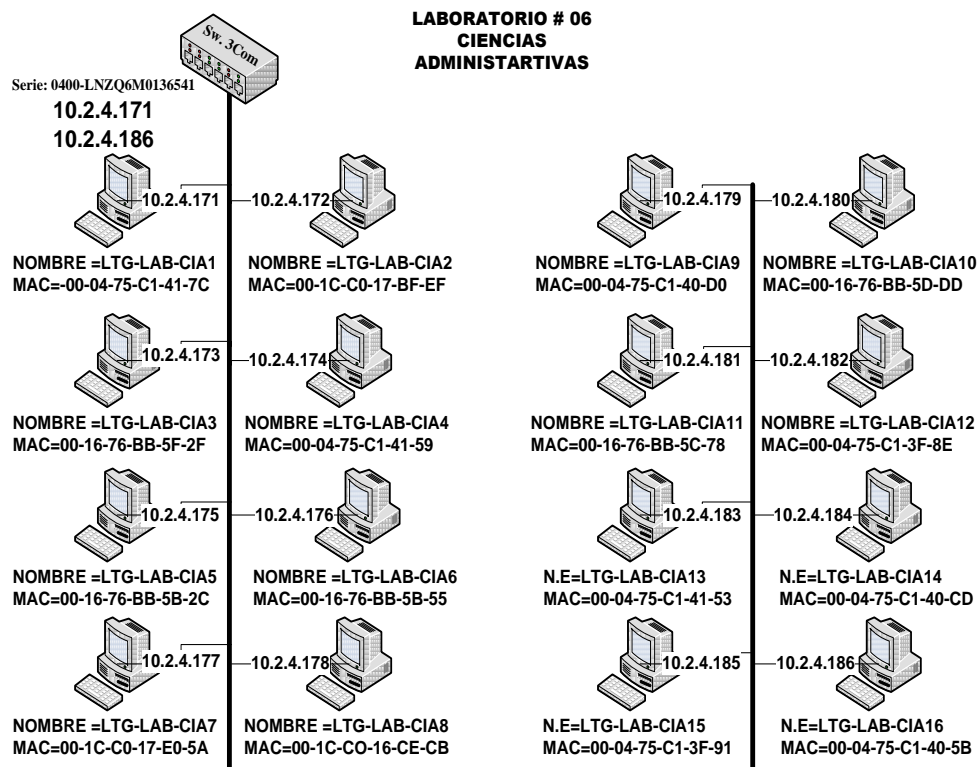 LABORATORIO # 06
CIENCIAS
ADMINISTARTIVAS
Sw. 3Com
Serie: 0400-LNZQ6M0136541
10.2.4.171
10.2.4.186
10.2.4.171
10.2.4.172
10.2.4.179
10.2.4.180
NOMBRE =LTG-LAB-CIA1
MAC=-00-04-75-C1-41-7C
NOMBRE =LTG-LAB-CIA2
MAC=00-1C-C0-17-BF-EF
NOMBRE =LTG-LAB-CIA9
MAC=00-04-75-C1-40-D0
NOMBRE =LTG-LAB-CIA10
MAC=00-16-76-BB-5D-DD
10.2.4.173
10.2.4.174
10.2.4.181
10.2.4.182
NOMBRE =LTG-LAB-CIA3
MAC=00-16-76-BB-5F-2F
NOMBRE =LTG-LAB-CIA4
MAC=00-04-75-C1-41-59
NOMBRE =LTG-LAB-CIA11
MAC=00-16-76-BB-5C-78
NOMBRE =LTG-LAB-CIA12
MAC=00-04-75-C1-3F-8E
10.2.4.175
10.2.4.176
10.2.4.183
10.2.4.184
NOMBRE =LTG-LAB-CIA5
MAC=00-16-76-BB-5B-2C
NOMBRE =LTG-LAB-CIA6
MAC=00-16-76-BB-5B-55
N.E=LTG-LAB-CIA13
MAC=00-04-75-C1-41-53
N.E=LTG-LAB-CIA14
MAC=00-04-75-C1-40-CD
10.2.4.177
10.2.4.178
10.2.4.185
10.2.4.186
NOMBRE =LTG-LAB-CIA7
MAC=00-1C-C0-17-E0-5A
NOMBRE =LTG-LAB-CIA8
MAC=00-1C-CO-16-CE-CB
N.E=LTG-LAB-CIA15
MAC=00-04-75-C1-3F-91
N.E=LTG-LAB-CIA16
MAC=00-04-75-C1-40-5B